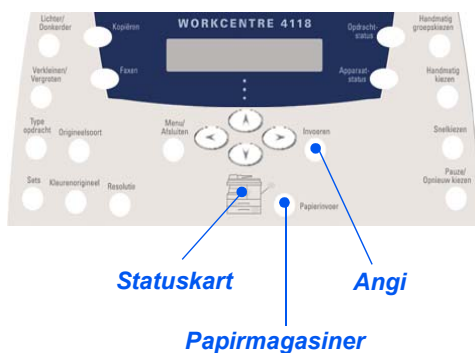 Lichter/
Donkerder
Kopiëren
WORKCENTRE 4118
Opdracht-
status
Handmatig
groepskiezen
Verkleinen/
Vergroten
Faxen
Apparaat-
status
Handmatig
kiezen
Type
opdracht
Origineelsoort
Menu/
Afsluiten
Invoeren
Snelkiezen
Sets
Kleurenorigineel
Resolutie
Papierinvoer
Pauze/
Opnieuw kiezen
Statuskart
Angi
Papirmagasiner